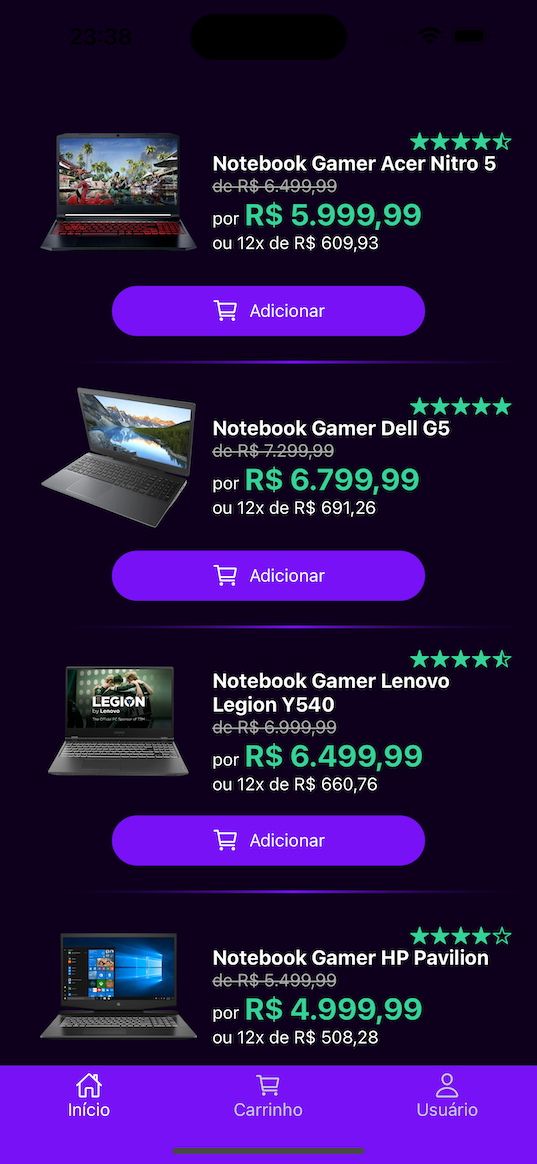 23:38
Notebook Gamer Acer Nitro 5
de R$ 6.499,99
por R$ 5.999,99
ou 12x de R$ 609,93
Adicionar
Notebook Gamer Dell G5
de R$ 7.299,99
por R$ 6.799,99
ou 12x de R$ 691,26
Adicionar
LEGION
by Lenovo
Notebook Gamer Lenovo
Legion Y540
de R$ 6.999,99
por R$ 6.499,99
ou 12x de R$ 660,76
Adicionar
Notebook Gamer HP Pavilion
de R$ 5.499,99
por R$ 4.999,99
ou 12x de R$ 508,28
Início
Carrinho
Usuário